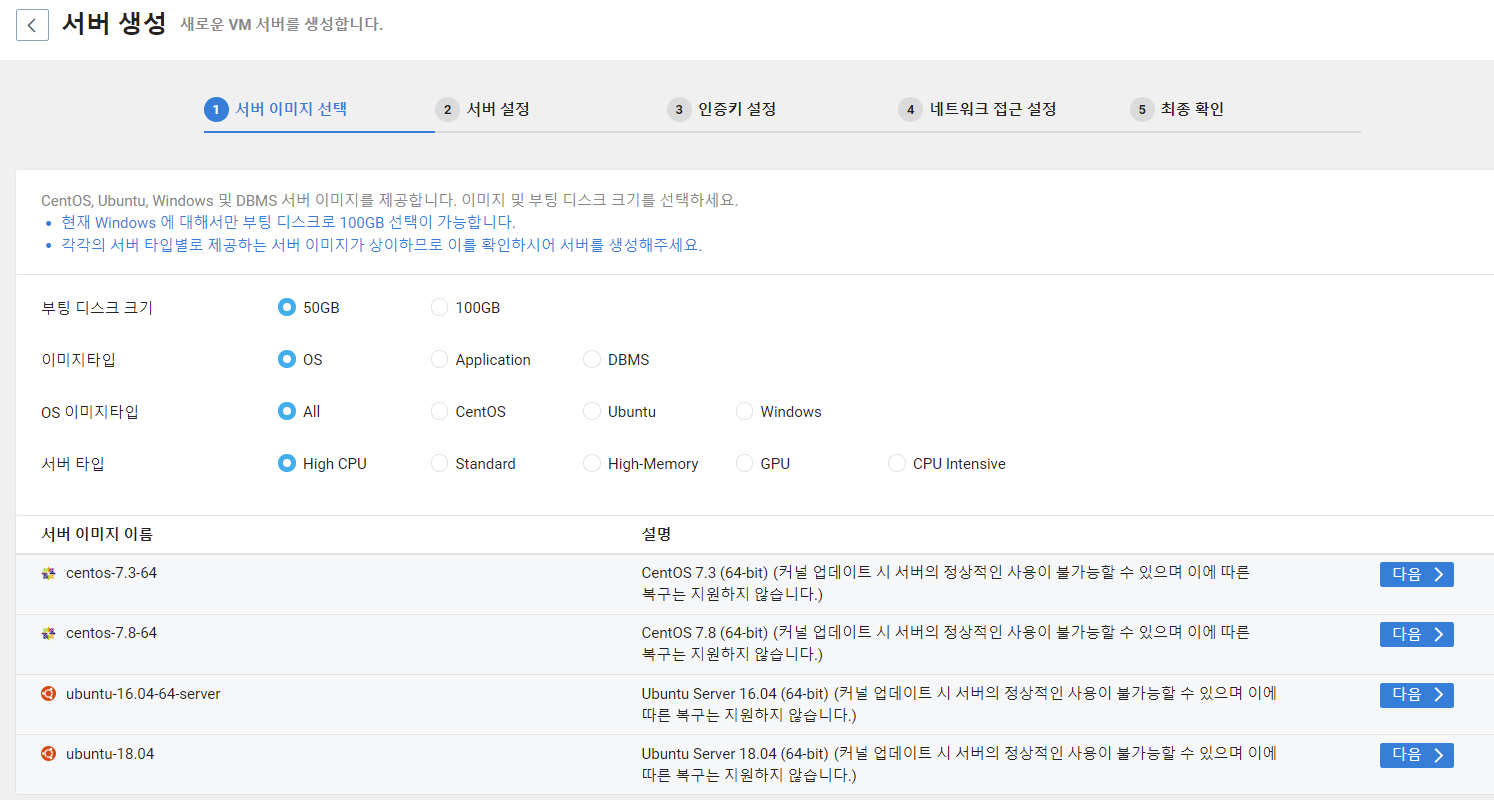 서버 생성 새로운 VM 서버를 생성합니다.
1 서버 이미지 선택 2 서버 설정 3 인증키 설정 4 네트워크 접근 설정 5 최종 확인
CentOS, Ubuntu, Windows 및 DBMS 서버 이미지를 제공합니다. 이미지 및 부팅 디스크 크기를 선택하세요.
• 현재 Windows 에 대해서만 부팅 디스크로 100GB 선택이 가능합니다.
• 각각의 서버 타입별로 제공하는 서버 이미지가 상이하므로 이를 확인하시어 서버를 생성해주세요.
부팅 디스크 크기 50GB 100GB
이미지타입 OS Application DBMS
OS 이미지타입 All CentOS Ubuntu Windows
서버 타입 High CPU Standard High-Memory GPU CPU Intensive
서버 이미지 이름 설명
centos-7.3-64 CentOS 7.3 (64-bit) (커널 업데이트 시 서버의 정상적인 사용이 불가능할 수 있으며 이에 따른 다음
복구는 지원하지 않습니다.)
centos-7.8-64 CentOS 7.8 (64-bit) (커널 업데이트 시 서버의 정상적인 사용이 불가능할 수 있으며 이에 따른 다음
복구는 지원하지 않습니다.)
ubuntu-16.04-64-server Ubuntu Server 16.04 (64-bit) (커널 업데이트 시 서버의 정상적인 사용이 불가능할 수 있으며 이에 다음
따른 복구는 지원하지 않습니다.)
ubuntu-18.04 Ubuntu Server 18.04 (64-bit) (커널 업데이트 시 서버의 정상적인 사용이 불가능할 수 있으며 이에 다음
따른 복구는 지원하지 않습니다.)